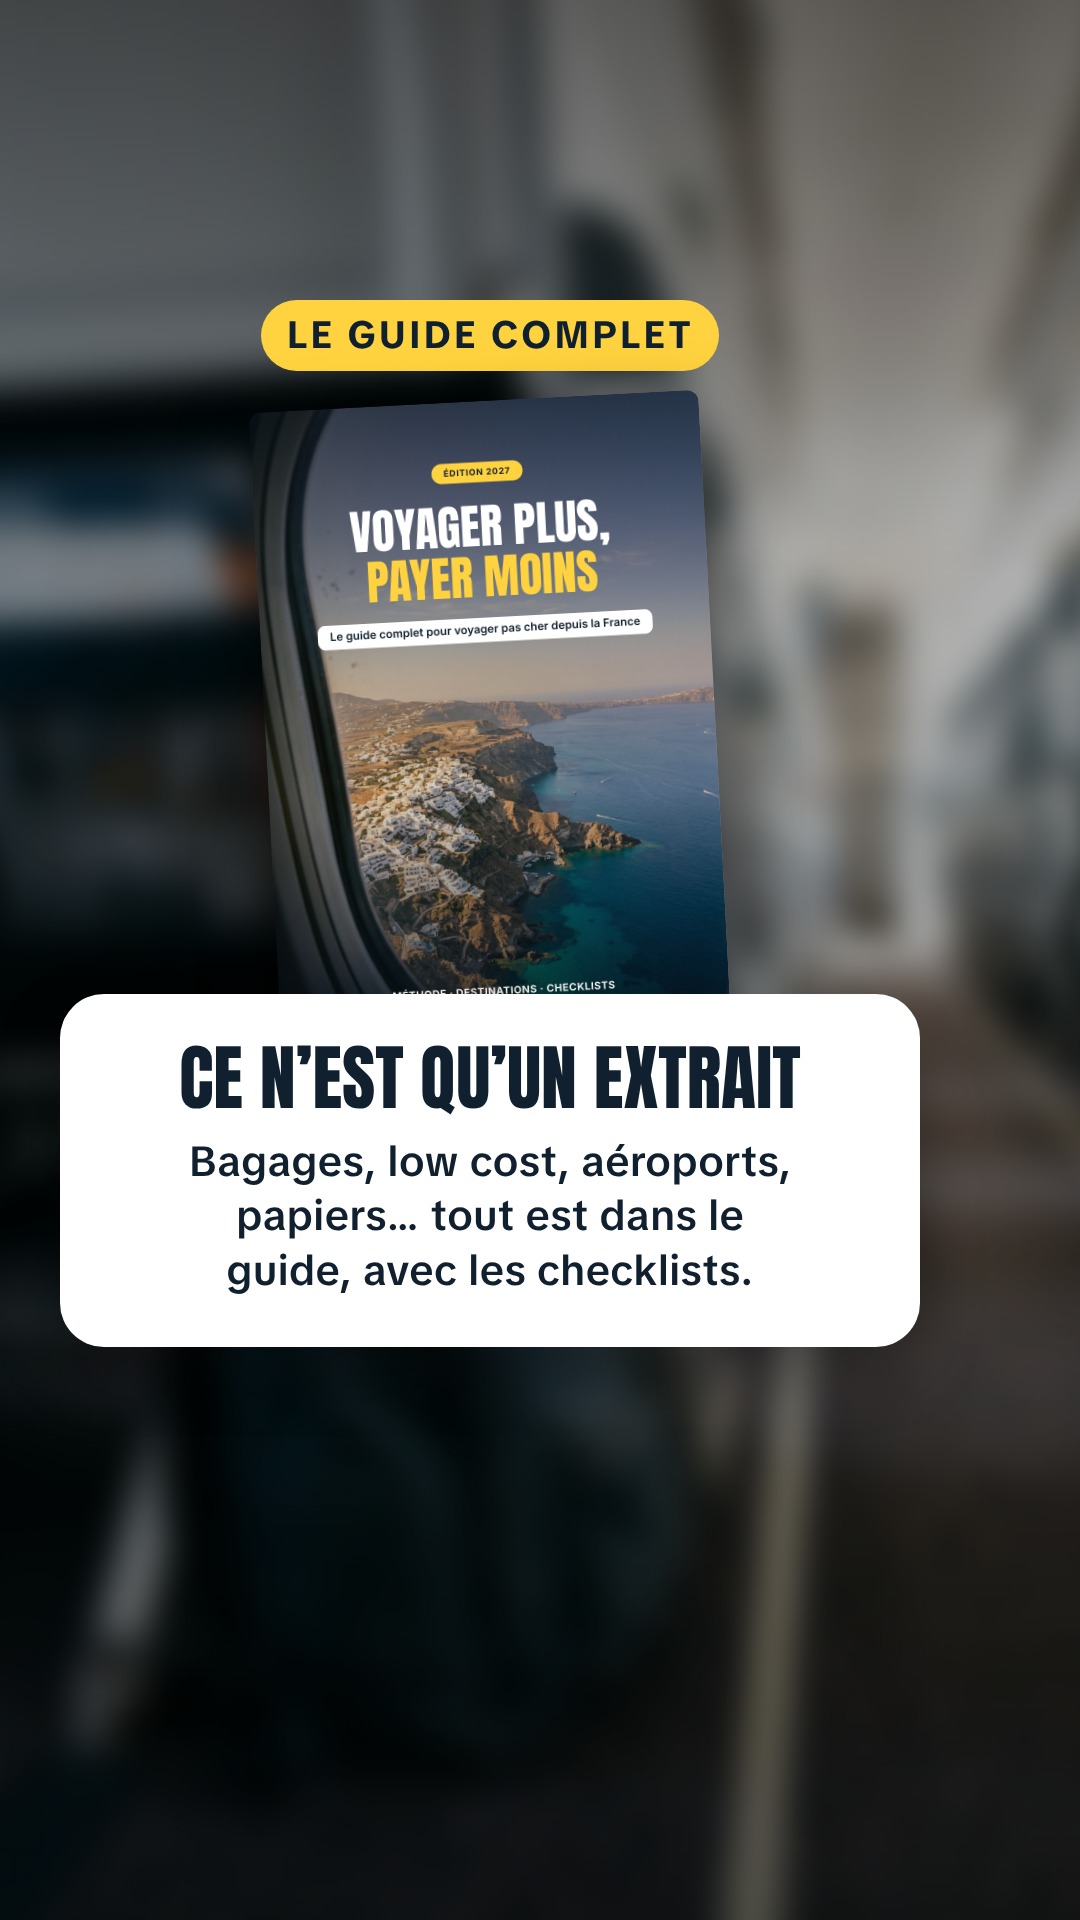 LE GUIDE COMPLET
ÉDITION 2027
VOYAGER PLUS,
PAYER MOINS
Le guide complet pour voyager pas cher depuis la France
MÉTHODE · DESTINATIONS · CHECKLISTS
CE N’EST QU’UN EXTRAIT
Bagages, low cost, aéroports,
papiers... tout est dans le
guide, avec les checklists.